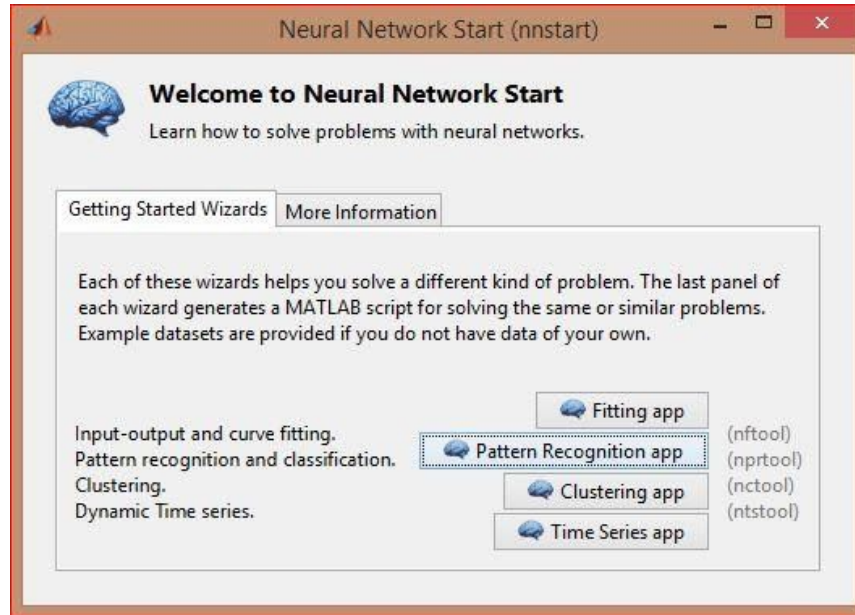 Neural Network Start (nnstart)
Welcome to Neural Network Start
Learn how to solve problems with neural networks.
Getting Started Wizards
More Information
Each of these wizards helps you solve a different kind of problem. The last panel of
each wizard generates a MATLAB script for solving the same or similar problems.
Example datasets are provided if you do not have data of your own.
Input-output and curve fitting.
Fitting app
(nftool)
Pattern recognition and classification.
Pattern Recognition app
(nprtool)
Clustering.
Clustering app
(nctool)
Dynamic Time series.
Time Series app
(ntstool)